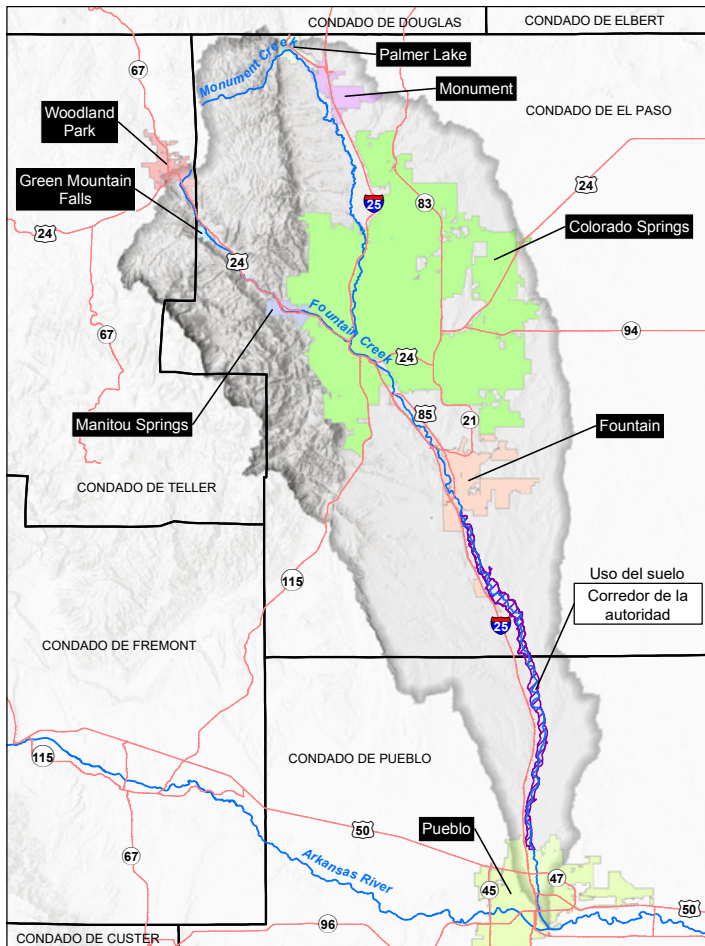 CONDADO DE DOUGLAS
CONDADO DE ELBERT
Palmer Lake
Monument Creek
67
Monument
CONDADO DE EL PASO
Woodland
Park
Green Mountain
Falls
24
25
83
Colorado Springs
24
24
67
94
Fountain Creek
24
85
21
Manitou Springs
Fountain
CONDADO DE TELLER
115
Uso del suelo
Corredor de la
autoridad
25
CONDADO DE FREMONT
115
CONDADO DE PUEBLO
50
Pueblo
67
Arkansas River
45
47
50
96
CONDADO DE CUSTER